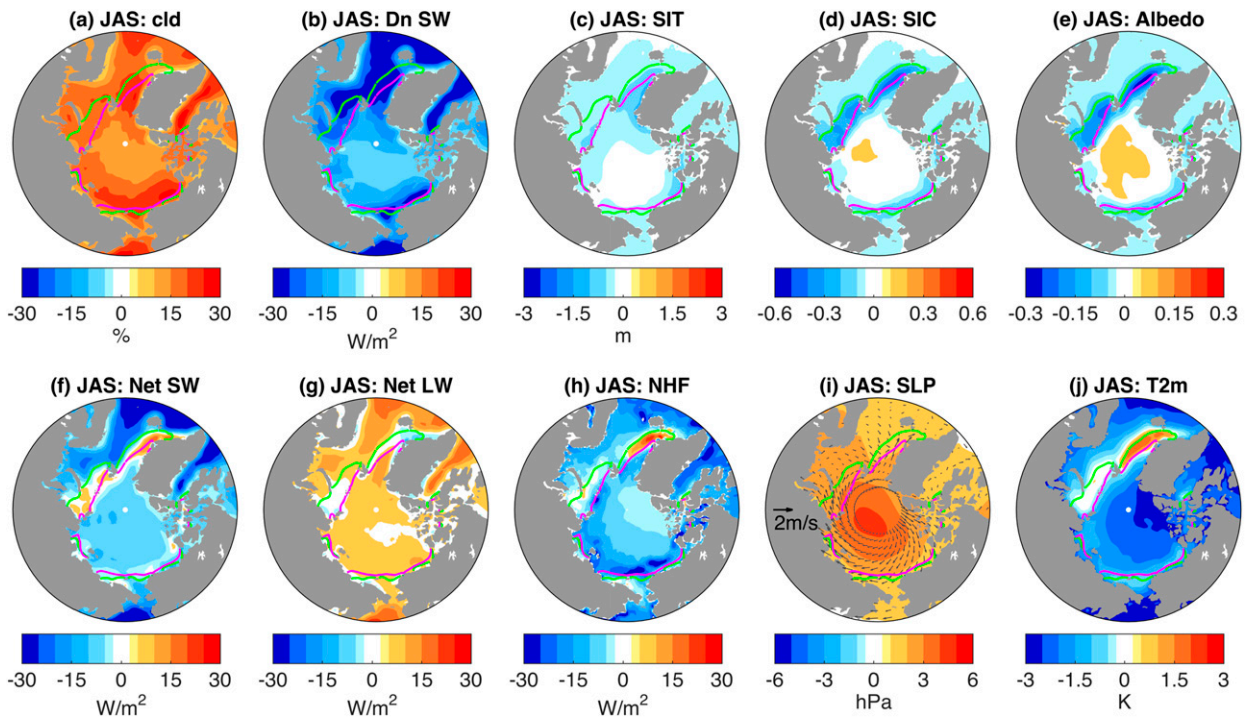 (a) JAS: cld (b) JAS: Dn SW (c) JAS: SIT (d) JAS: SIC (e) JAS: Albedo
-30 -15 0 15 30 -30 -15 0 15 30 -3 -1.5 0 1.5 3 -0.6 -0.3 0 0.3 0.6 -0.3 -0.15 0 0.15 0.3
% W/m² m
(f) JAS: Net SW (g) JAS: Net LW (h) JAS: NHF (i) JAS: SLP (j) JAS: T2m
2m/s
-30 -15 0 15 30 -30 -15 0 15 30 -30 -15 0 15 30 -6 -3 0 3 6 -3 -1.5 0 1.5 3
W/m² W/m² W/m² hPa K